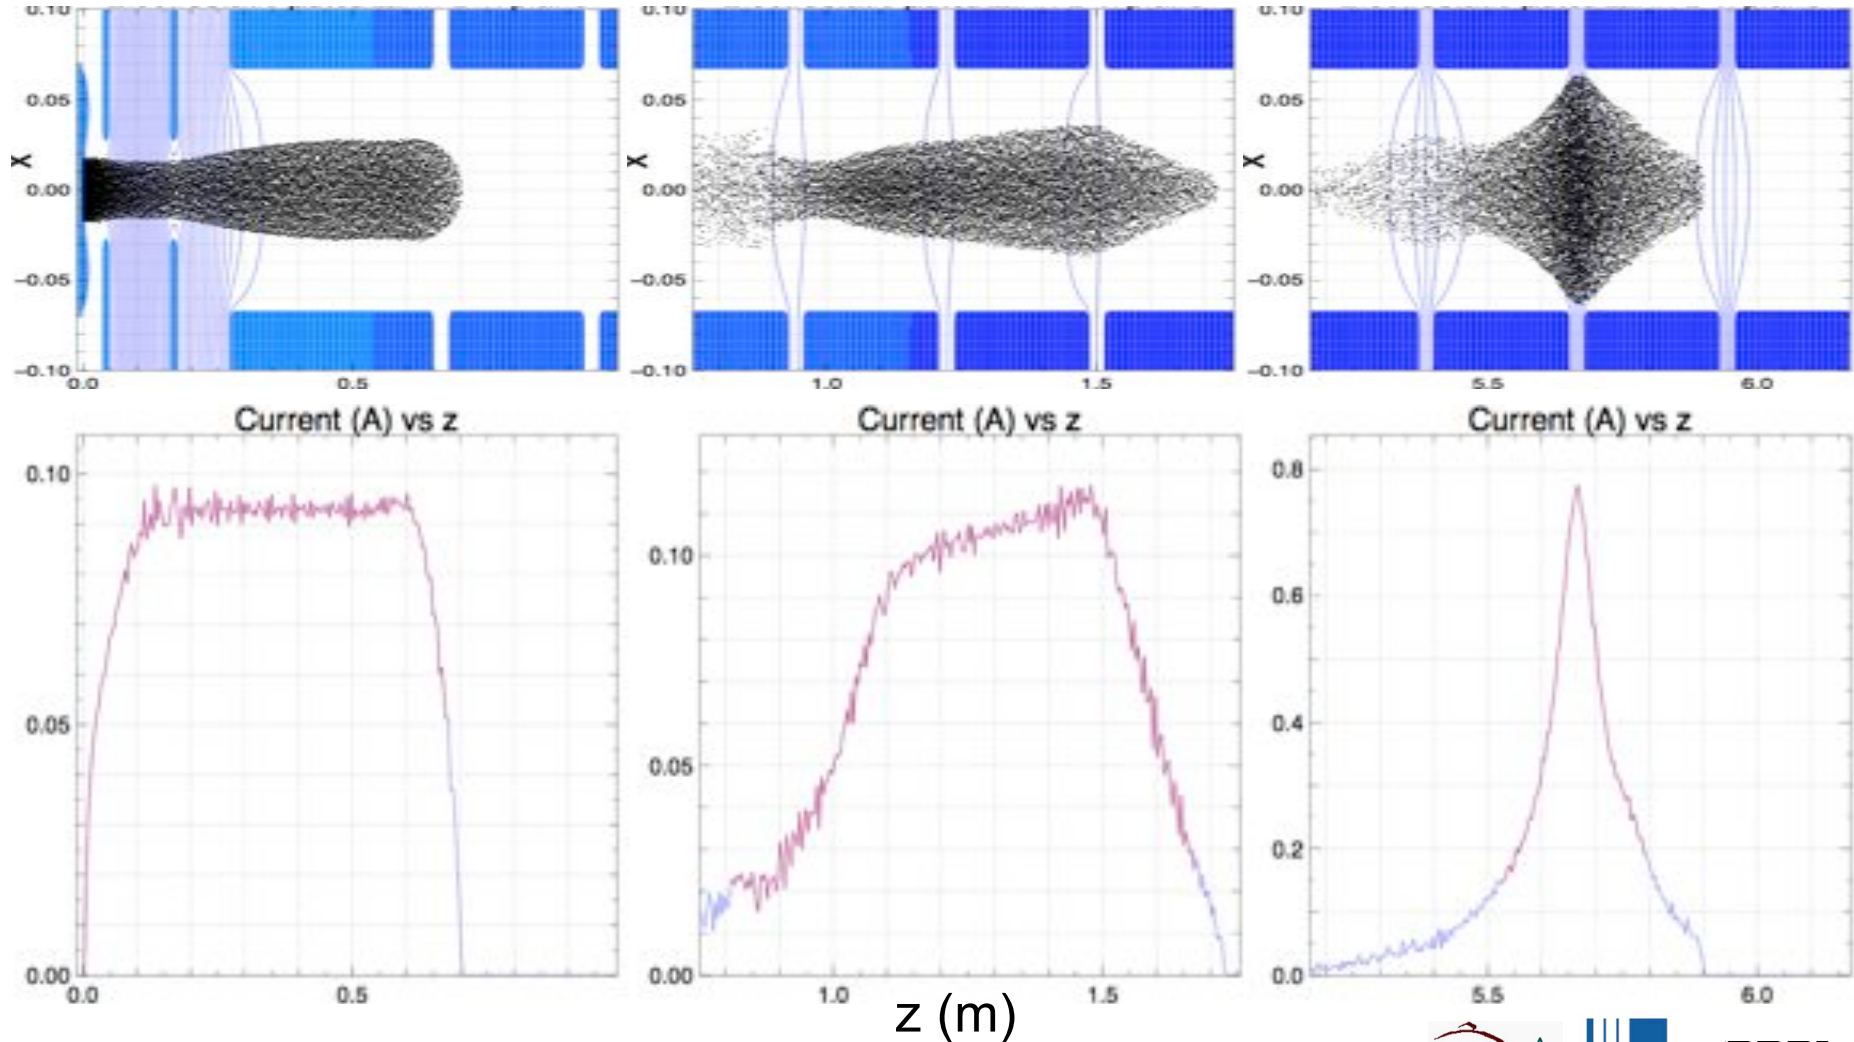 0.10 0.10 0.10
0.05 0.05 0.05
X X X
0.00 0.00 0.00
−0.05 −0.05 −0.05
−0.10 −0.10 −0.10
0.0 0.5 1.0 1.5 5.5 6.0
Current (A) vs z Current (A) vs z Current (A) vs z
0.10 0.8
0.10 0.6
0.05 0.4
0.05 0.2
0.00 0.00 0.0
0.0 0.5 1.0 1.5 5.5 6.0
z (m)